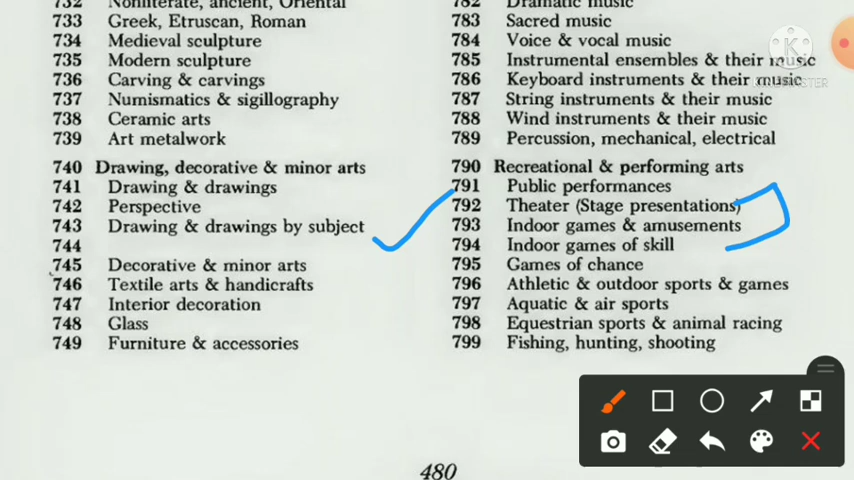 732 Nonliterate, ancient, Oriental
733 Greek, Etruscan, Roman
734 Medieval sculpture
735 Modern sculpture
736 Carving & carvings
737 Numismatics & sigillography
738 Ceramic arts
739 Art metalwork
740 Drawing, decorative & minor arts
741 Drawing & drawings
742 Perspective
743 Drawing & drawings by subject
744
745 Decorative & minor arts
746 Textile arts & handicrafts
747 Interior decoration
748 Glass
749 Furniture & accessories
782 Dramatic music
783 Sacred music
784 Voice & vocal music
785 Instrumental ensembles & their music
786 Keyboard instruments & their music
787 String instruments & their music
788 Wind instruments & their music
789 Percussion, mechanical, electrical
790 Recreational & performing arts
791 Public performances
792 Theater (Stage presentations)
793 Indoor games & amusements
794 Indoor games of skill
795 Games of chance
796 Athletic & outdoor sports & games
797 Aquatic & air sports
798 Equestrian sports & animal racing
799 Fishing, hunting, shooting
480
K
KINEMASTER